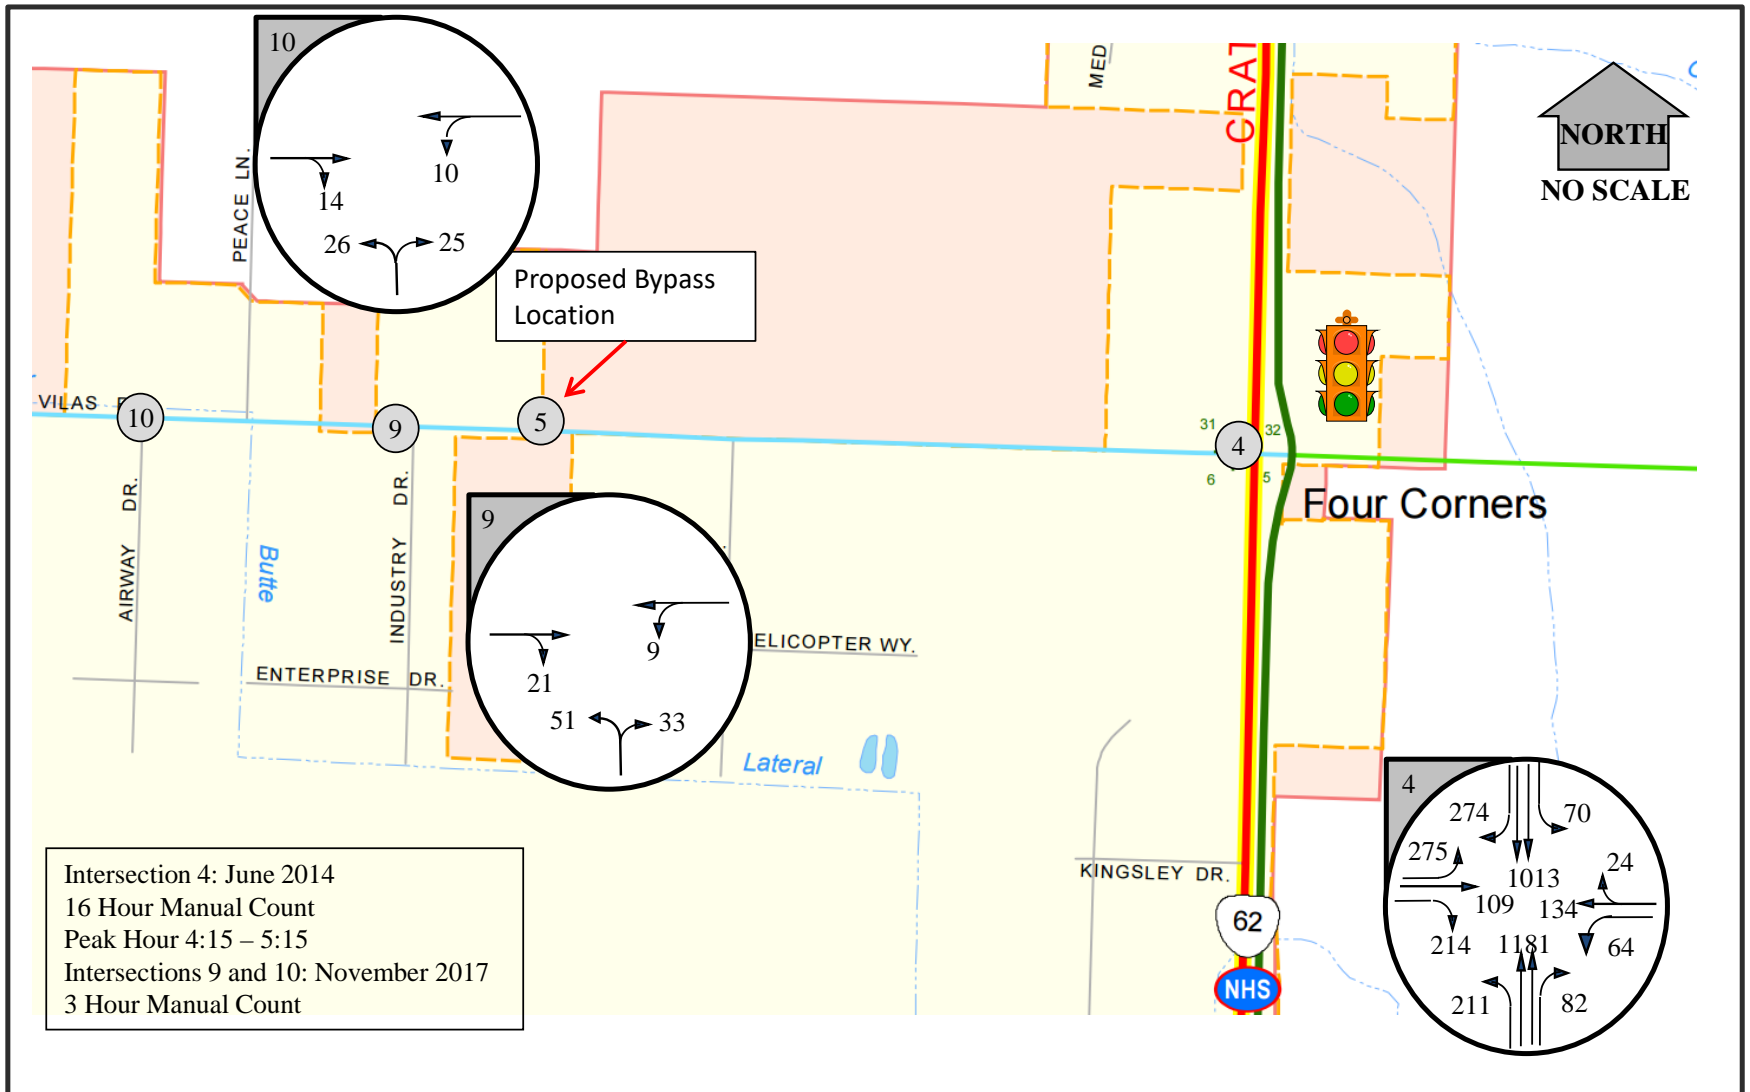 10
10
14
26
25
Proposed Bypass
Location
PEACE LN.
MED
CRAT
NORTH
NO SCALE
VILAS
10
9
5
31
32
4
6
5
Four Corners
AIRWAY DR.
Butte
INDUSTRY DR.
ENTERPRISE DR.
9
9
21
51
33
ELICOPTER WY.
Lateral
KINGSLEY DR.
62
NHS
4
274
70
275
1013
24
109
134
214
1181
64
211
82
Intersection 4: June 2014
16 Hour Manual Count
Peak Hour 4:15 – 5:15
Intersections 9 and 10: November 2017
3 Hour Manual Count